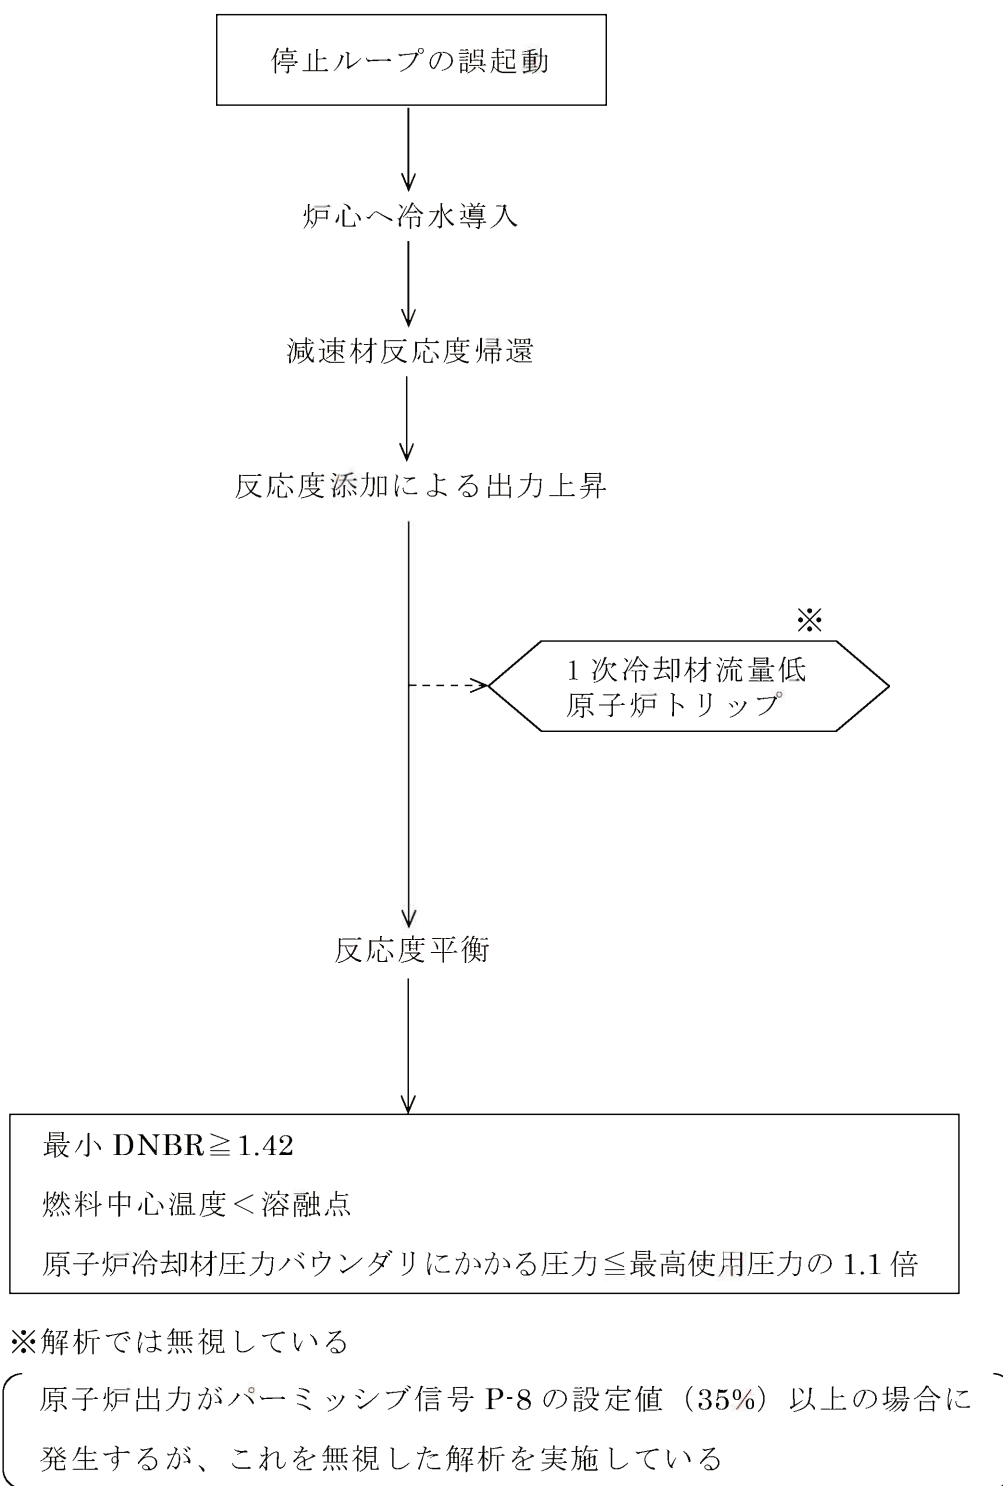 停止ループの誤起動
炉心へ冷水導入
減速材反応度帰還
反応度添加による出力上昇
※
1次冷却材流量低
原子炉トリップ
反応度平衡
最小 DNBR≧1.42
燃料中心温度＜溶融点
原子炉冷却材圧力バウンダリにかかる圧力≦最高使用圧力の 1.1 倍
※解析では無視している
原子炉出力がパーミッシブ信号 P-8 の設定値（35%）以上の場合に
発生するが、これを無視した解析を実施している